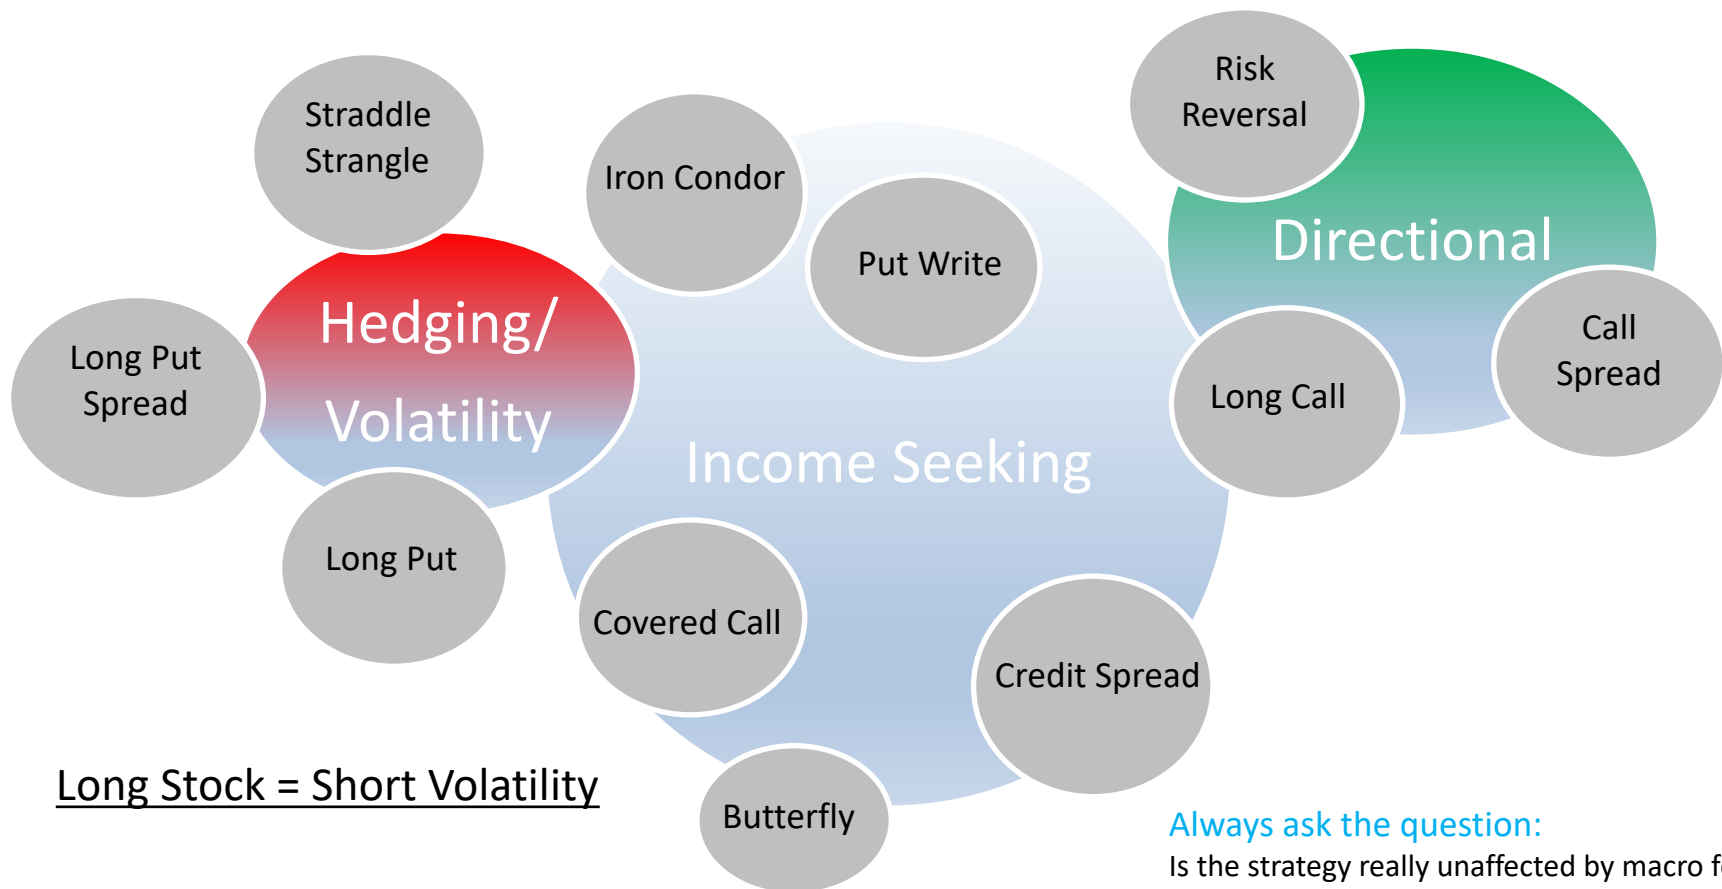 Straddle
Strangle
Iron Condor
Put Write
Risk
Reversal
Directional
Hedging/
Volatility
Long Put
Spread
Long Put
Income Seeking
Long Call
Call
Spread
Covered Call
Credit Spread
Butterfly
Long Stock = Short Volatility
Always ask the question:
Is the strategy really unaffected by macro